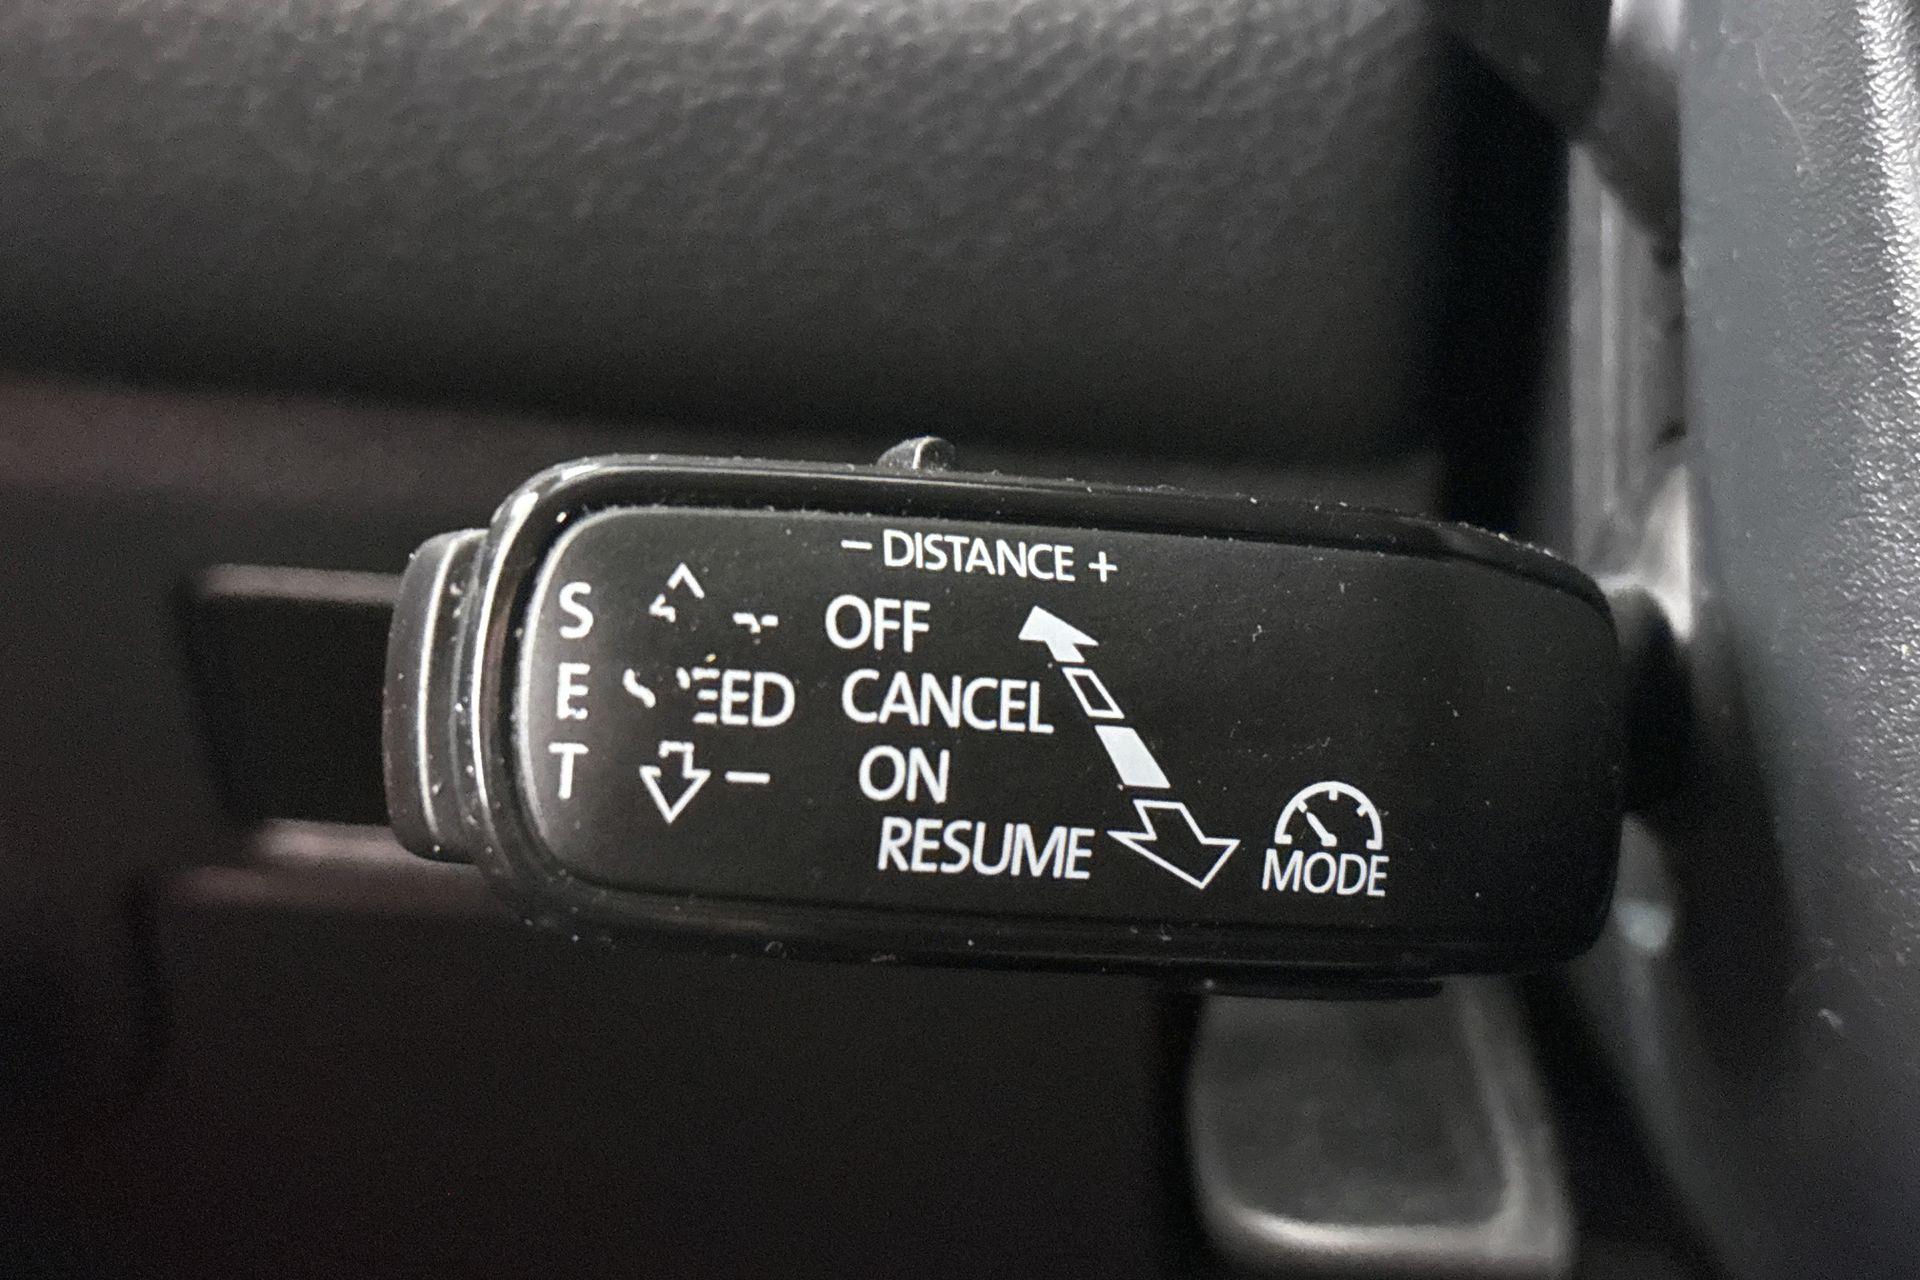 − DISTANCE +
S OFF
E CANCEL
T − ON
RESUME
MODE